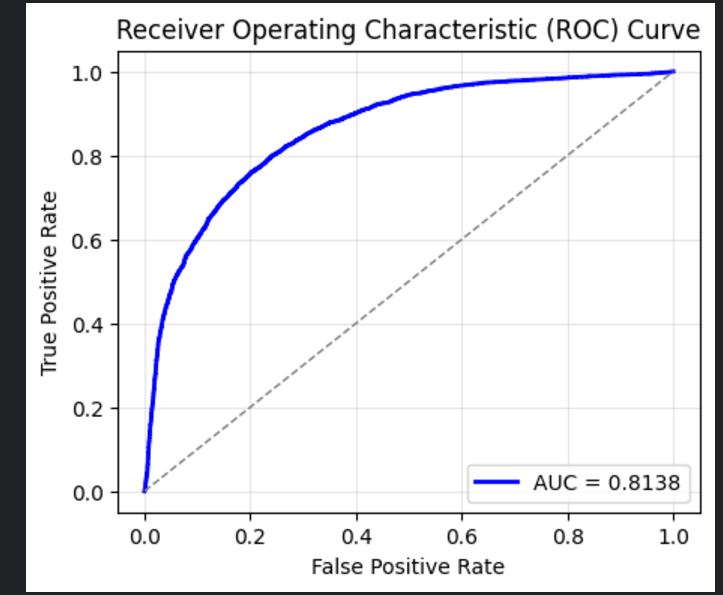 Receiver Operating Characteristic (ROC) Curve
1.0
0.8
0.6
0.4
0.2
0.0
True Positive Rate
AUC = 0.8138
0.0 0.2 0.4 0.6 0.8 1.0
False Positive Rate